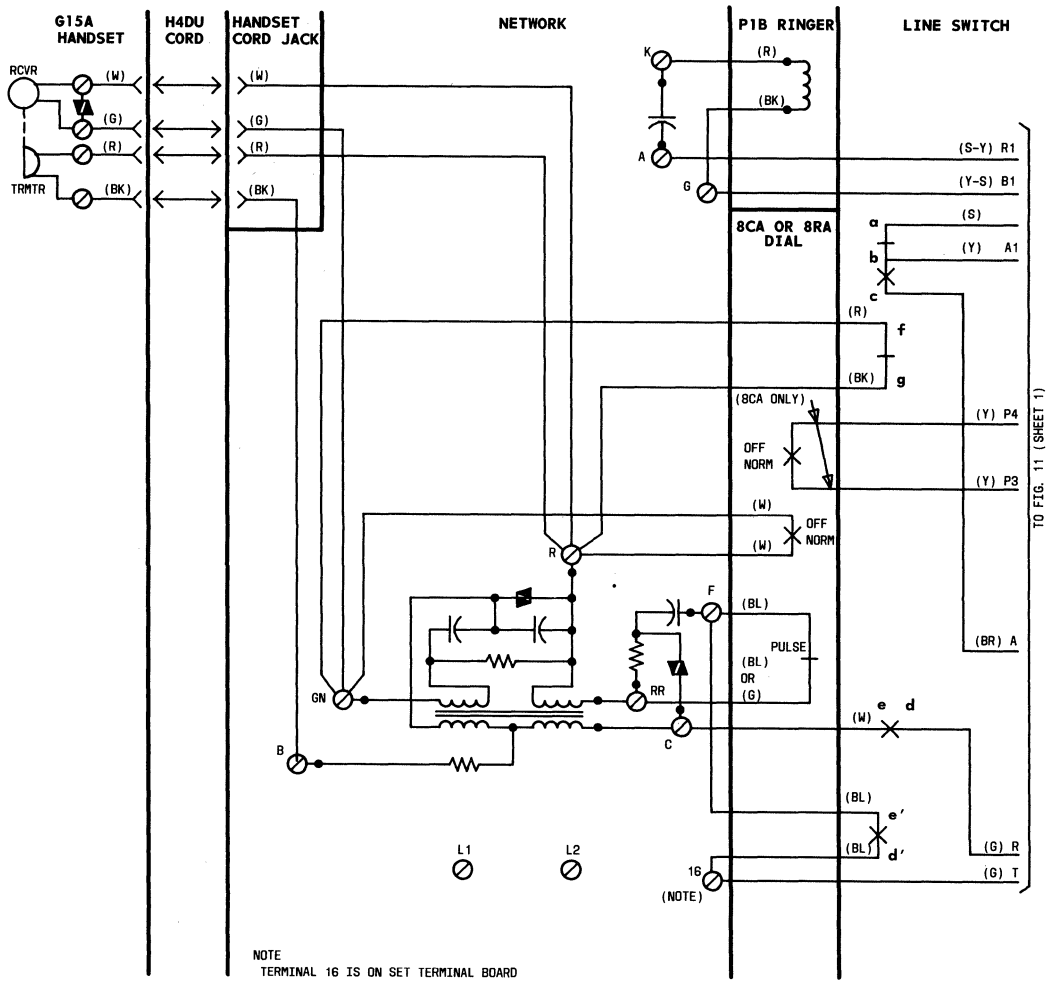 G15A
HANDSET
H4DU
CORD
HANDSET
CORD JACK
NETWORK
P1B RINGER
LINE SWITCH
RCVR
(W)
(G)
(R)
TRMTR
(BK)
(W)
(G)
(R)
(BK)
K
(R)
(BK)
A
G
(S-Y) R1
(Y-S) B1
8CA OR 8RA
DIAL
a
(S)
b
(Y) A1
c
(R)
f
(BK)
g
(8CA ONLY)
(Y) P4
OFF
NORM
(Y) P3
TO FIG. 11 (SHEET 1)
(W)
OFF
NORM
(W)
R
F
(BL)
PULSE
(BL)
OR
(G)
(BR) A
GN
RR
e d
(W)
C
B
(BL)
e'
(BL)
d'
L1
L2
16
(NOTE)
(G) R
(G) T
NOTE
TERMINAL 16 IS ON SET TERMINAL BOARD